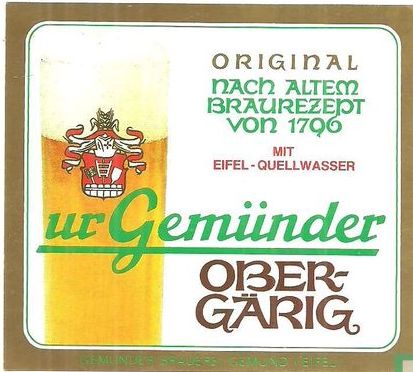 ORIGINAL
NACH ALTEM
BRAUREZEPT
VON 1796
MIT
EIFEL-QUELLWASSER
ur Gemünder
OBER-
GÄRIG
GEMÜNDER BRAUEREI · GEMÜND / EIFEL